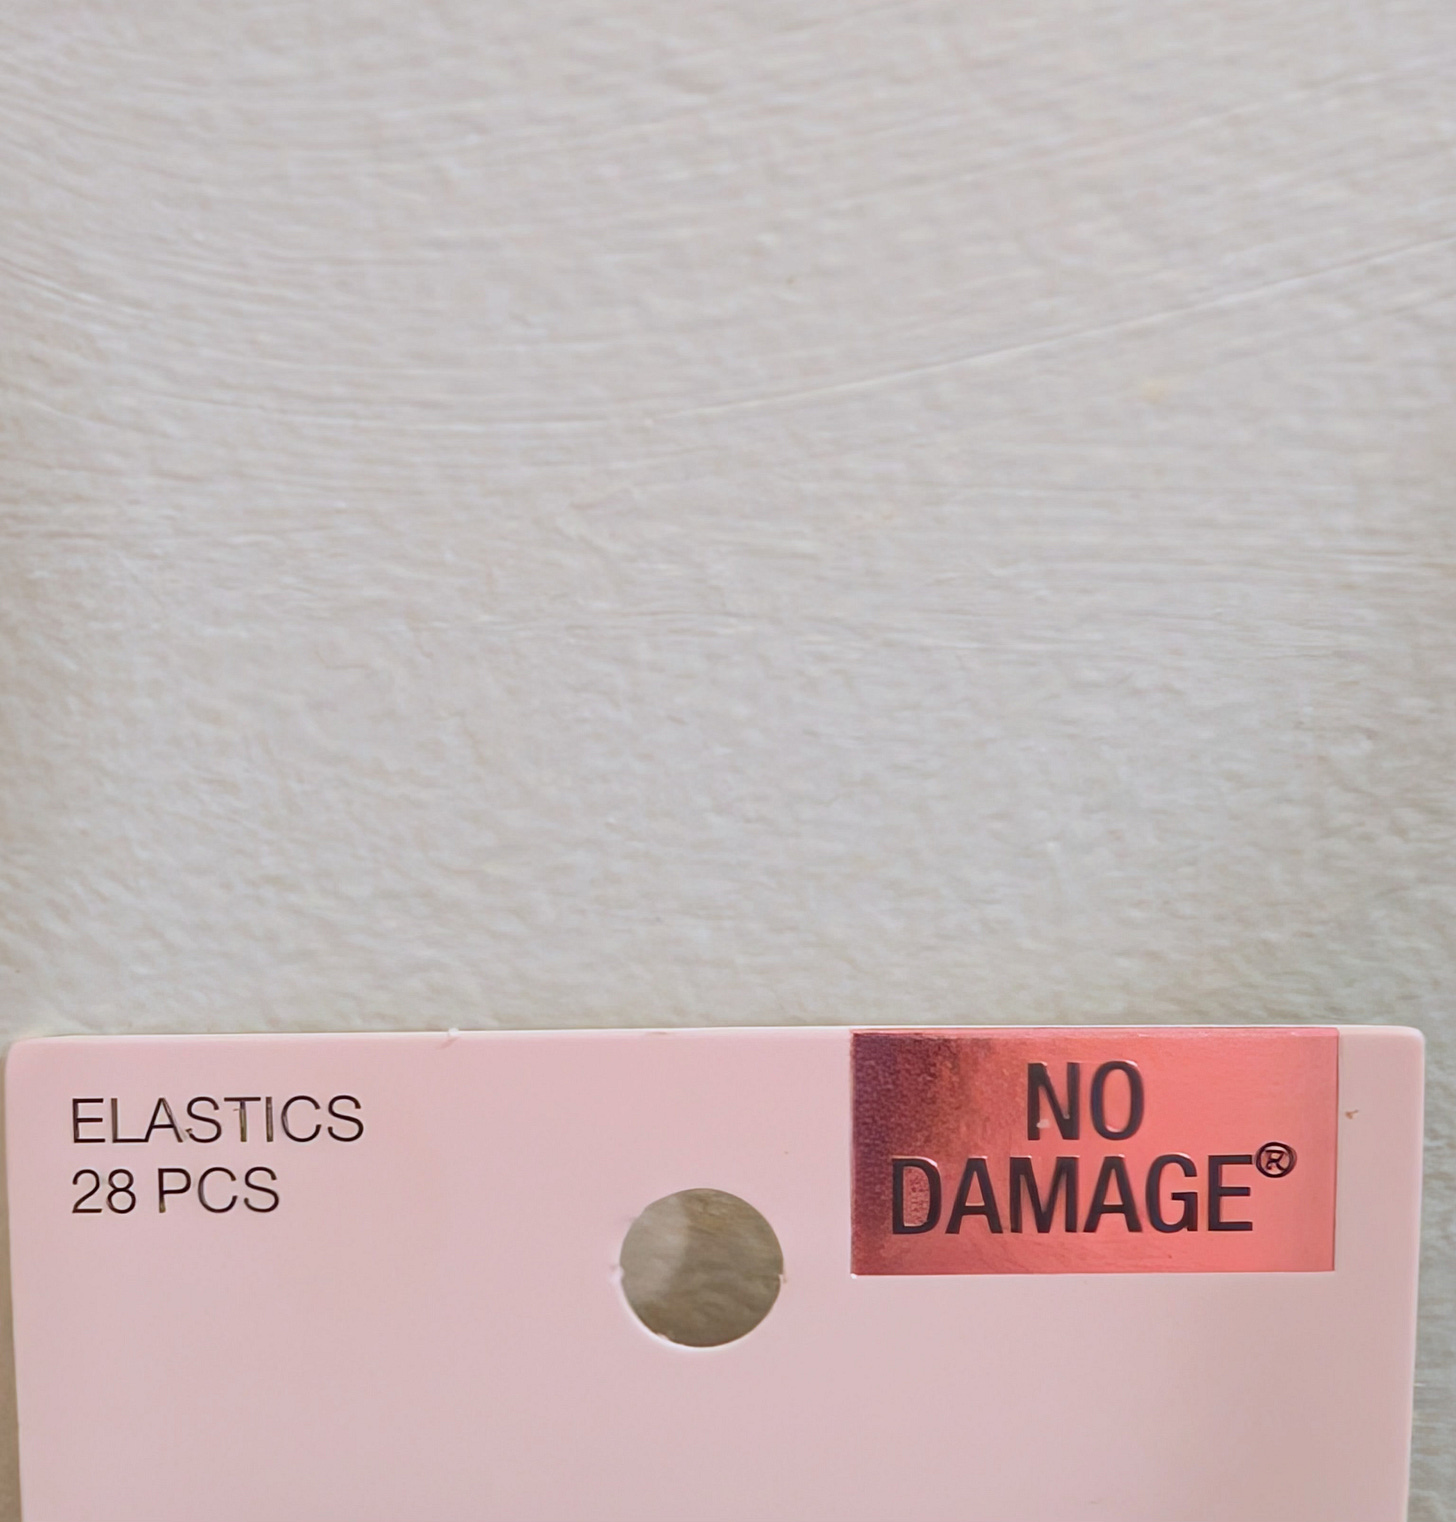 ELASTICS
28 PCS
NO
DAMAGE®